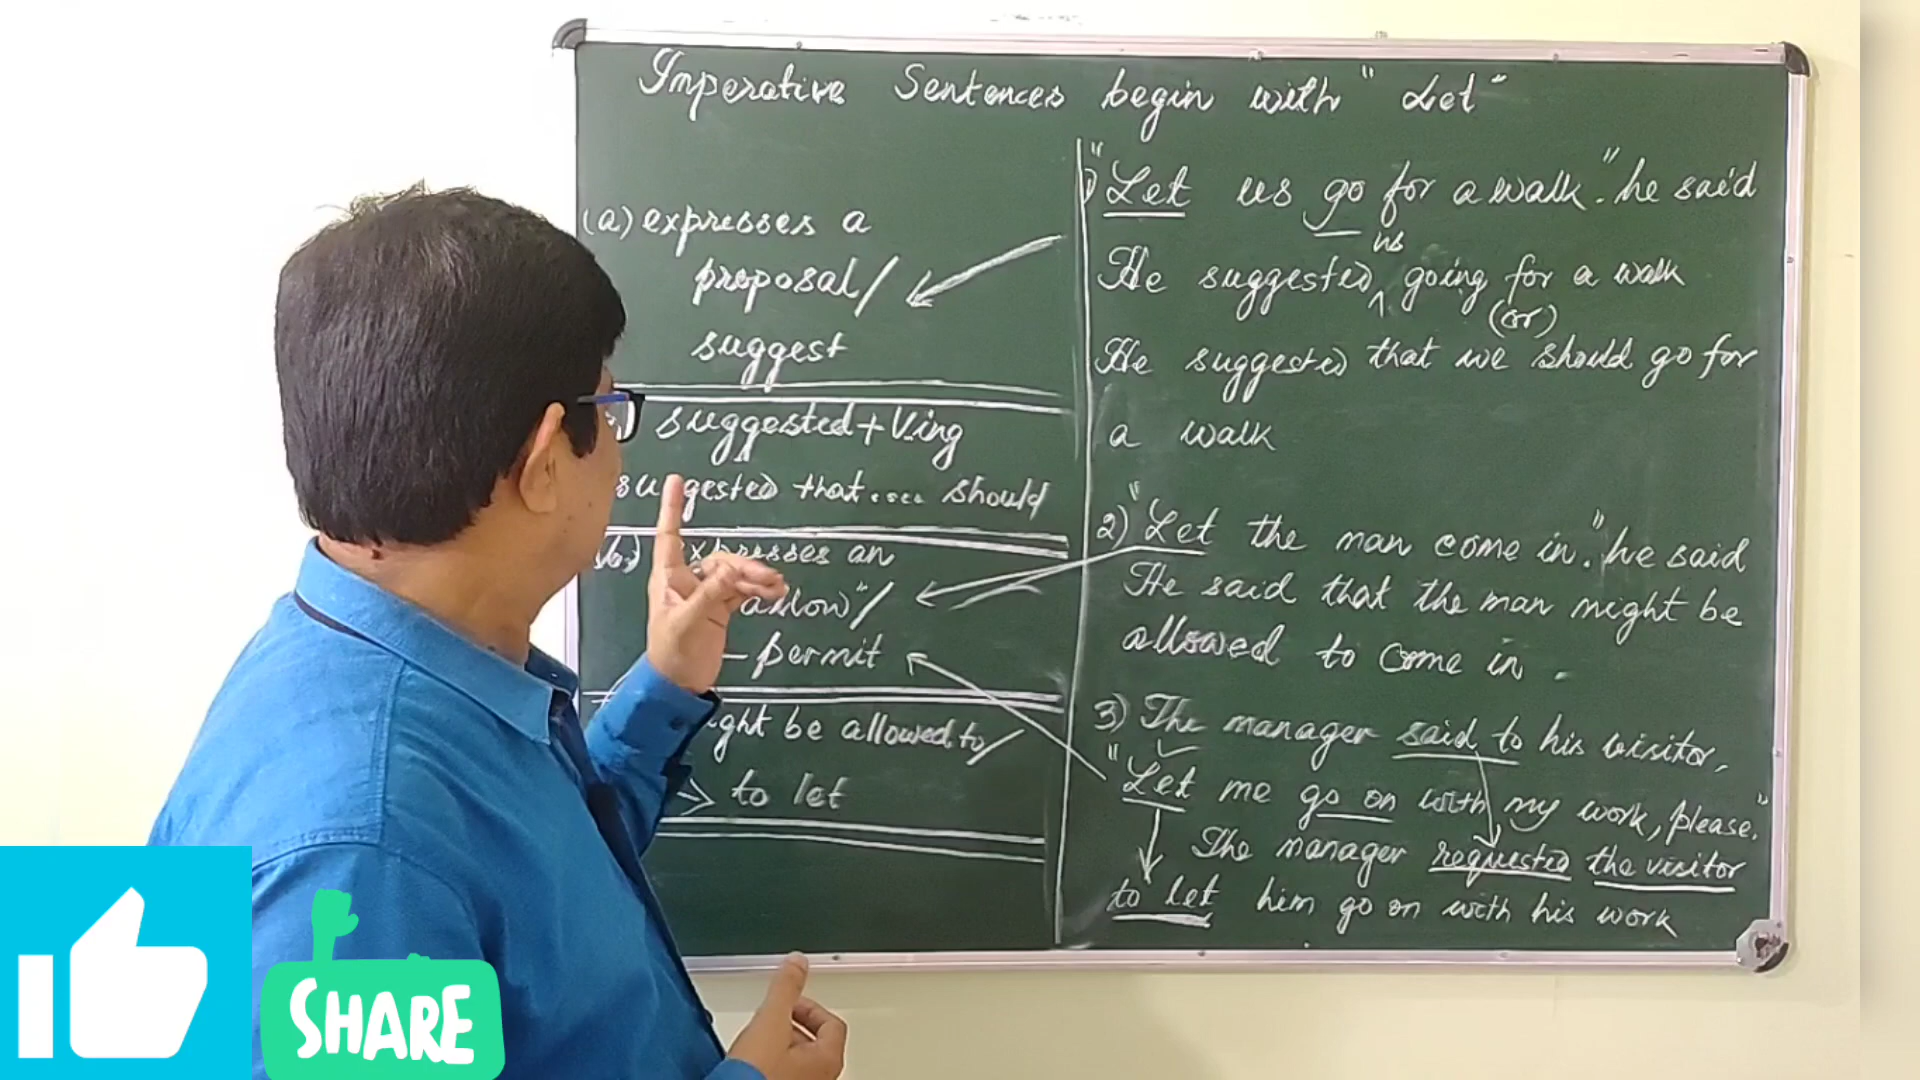 Imperative Sentences begin with "Let"
(a) expresses a
proposal/
suggest
suggested + Ving
suggested that.... should
(b) expresses an
allow"/
permit
ght be allowed to/
to let
1) "Let us go for a walk." he said
us
He suggested ^ going for a walk
(or)
He suggested that we should go for
a walk
2) "Let the man come in." he said
He said that the man might be
allowed to come in.
3) The manager said to his visitor,
"Let me go on with my work, please."
The manager requested the visitor
to let him go on with his work
SHARE